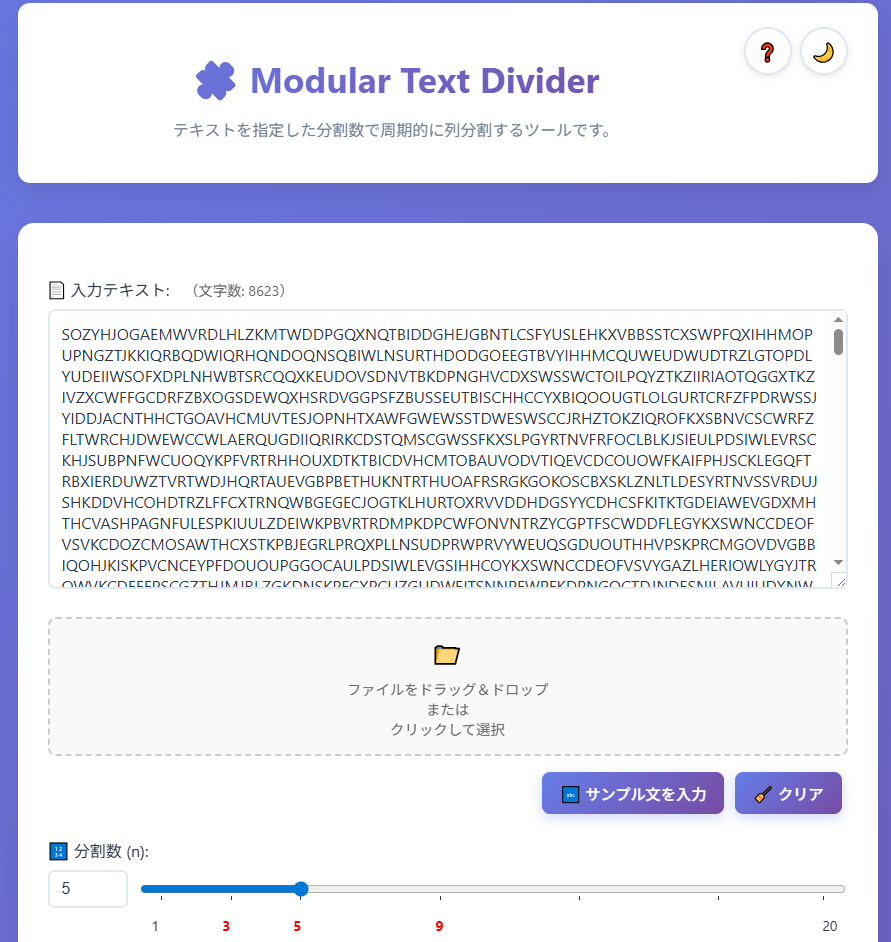 Modular Text Divider
テキストを指定した分割数で周期的に列分割するツールです。
入力テキスト: （文字数: 8623）
SOZYHJOGAEMWVRDLHLZKMTWDDPGQXNQTBIDDGHEJGBNTLCSFYUSLEHKXVBBSSTCXSWPFQXIHHMOP
UPNGZTJKKIQRBQDWIQRHQNDOQNSQBIWLNSURTHDODGOEEGTBVYIHHMCQUWEUDWUDTRZLGTOPDL
YUDEIIWSOFXDPLNHWBTSRCQQXKEUDOVSDNVTBKDPNGHVCDXSWSSWCTOILPQYZTKZIIRIAOTQGGXTKZ
IVZXCWFFGCDRFZBXOGSDEWQXHSRDVGGPSFZBUSSEUTBISCHHCCYXBIQOOUGTLOLGURTCRFZFPDRWSSJ
YIDDJACNTHHCTGOAVHCMUVTESJOPNHTXAWFGWEWSSTDWESWSCCJRHZTOKZIQROFKXSBNVCSCWRFZ
FLTWRCHJDWEWCCWLAERQUGDIIQRIRKCDSTQMSCGWSSFKXSLPGYRTNVFRFOCLBLKJSIEULPDSIWLEVRSC
KHJSUBPNFWCUOQYKPFVRTRHHOUXDTKTBICDVHCMTOBAUVODVTIQEVCDCOUOWFKAIFPHJSCKLEGQFT
RBXIERDUWZTVRTWDJHQRTAUEVGBPBETHUKNTRTHUOAFRSRGKGOKOSCBXSKLZNLTLDESYRTNVSSVRDUJ
SHKDDVHCOHDTRZLFFCXTRNQWBGEGECJOGTKLHURTOXRVVDDHDGSYYCDHCSFKITKTGDEIAWEVGDXMH
THCVASHPAGNFULESPKIUULZDEIWKPBVRTRDMPKDPCWFONVNTRZYCGPTFSCWDDFLEGYKXSWNCCDEOF
VSVKCDOZCMOSAWTHCXSTKPBJEGRLPRQXPLLNSUDPRWPRVYWEUQSGDUOUTHHVPSKPRCMGOVDVGBB
IQOHJKISKPVCNCEYPFDOUOUPGGOCAULPDSIWLEVGSIHHCOYKXSWNCCDEOFVSVYGAZLHERIOWLYGYJTR
ファイルをドラッグ＆ドロップ
または
クリックして選択
サンプル文を入力
クリア
分割数 (n):
5
1 3 5 9 20